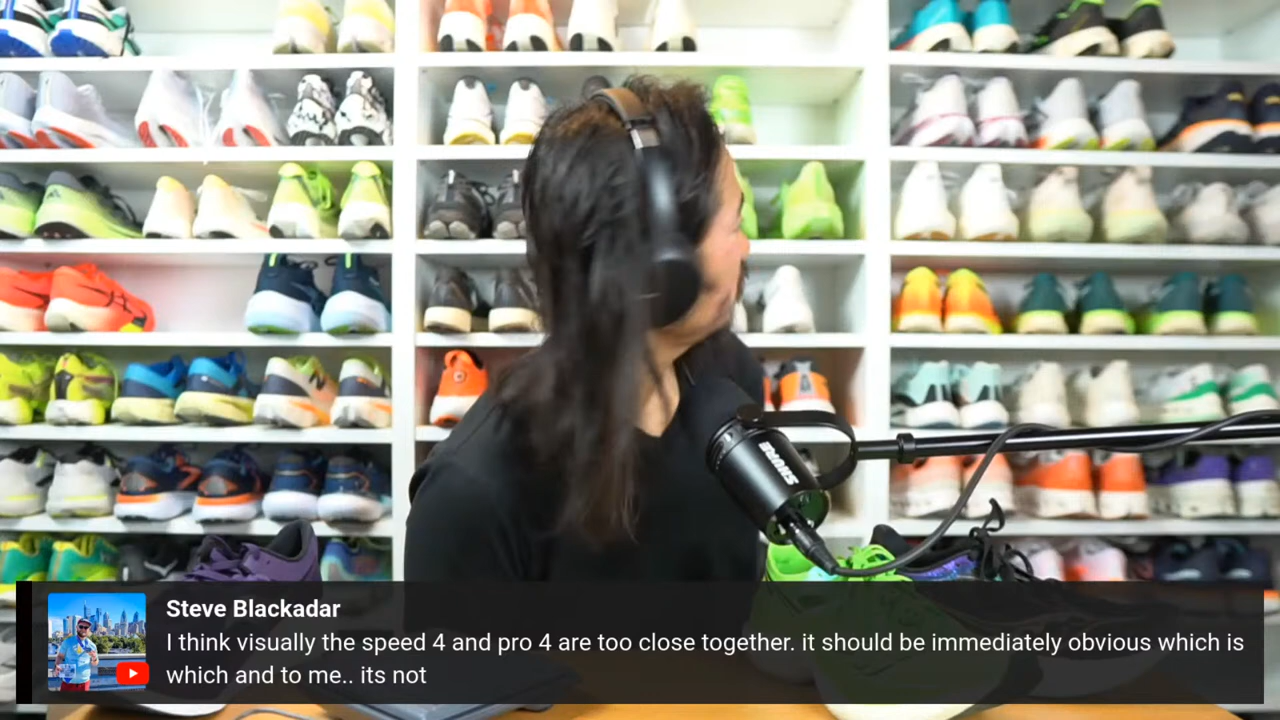 SHURE
Steve Blackadar
I think visually the speed 4 and pro 4 are too close together. it should be immediately obvious which is
which and to me.. its not